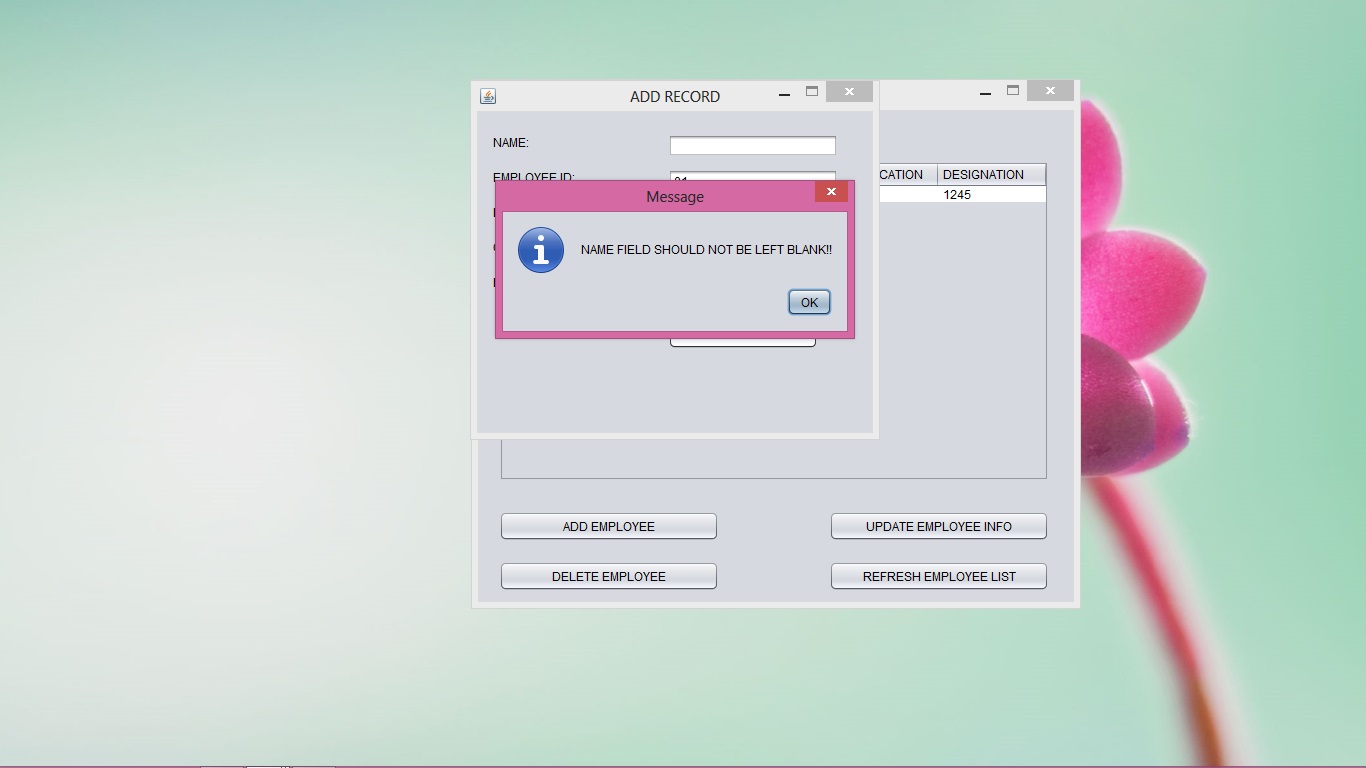 ADD RECORD
NAME:
EMPLOYEE ID:
CATION DESIGNATION
1245
Message
NAME FIELD SHOULD NOT BE LEFT BLANK!!
OK
ADD EMPLOYEE
UPDATE EMPLOYEE INFO
DELETE EMPLOYEE
REFRESH EMPLOYEE LIST